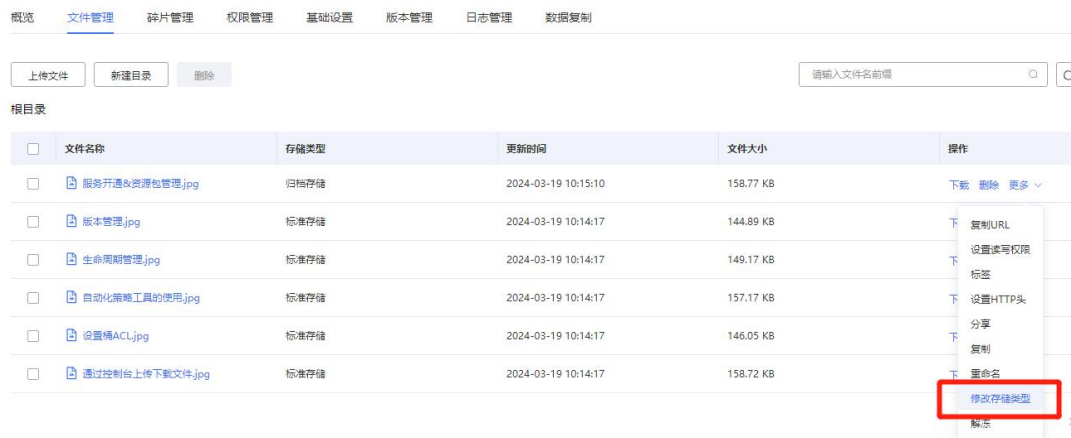 概览 文件管理 碎片管理 权限管理 基础设置 版本管理 日志管理 数据复制
上传文件 新建目录 删除 请输入文件名前缀
根目录
文件名称 存储类型 更新时间 文件大小 操作
服务开通&资源包管理.jpg 归档存储 2024-03-19 10:15:10 158.77 KB 下载 删除 更多
版本管理.jpg 标准存储 2024-03-19 10:14:17 144.89 KB 下
复制URL
设置读写权限
生命周期管理.jpg 标准存储 2024-03-19 10:14:17 149.17 KB 下
标签
自动化策略工具的使用.jpg 标准存储 2024-03-19 10:14:17 157.17 KB 下
设置HTTP头
分享
设置桶ACL.jpg 标准存储 2024-03-19 10:14:17 146.05 KB 下
复制
通过控制台上传下载文件.jpg 标准存储 2024-03-19 10:14:17 158.72 KB 下
重命名
修改存储类型
解冻